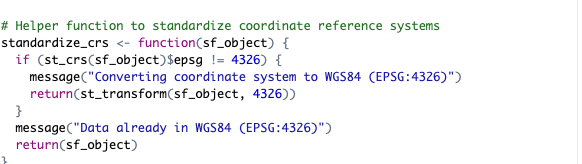 # Helper function to standardize coordinate reference systems
standardize_crs <- function(sf_object) {
  if (st_crs(sf_object)$epsg != 4326) {
    message("Converting coordinate system to WGS84 (EPSG:4326)")
    return(st_transform(sf_object, 4326))
  }
  message("Data already in WGS84 (EPSG:4326)")
  return(sf_object)
}